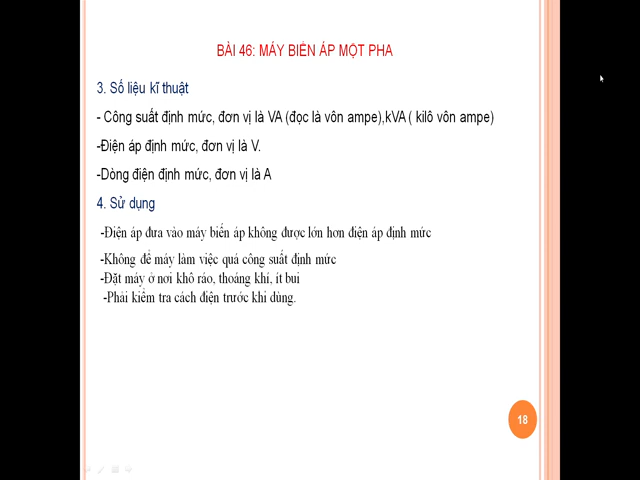 BÀI 46: MÁY BIẾN ÁP MỘT PHA
3. Số liệu kĩ thuật
- Công suất định mức, đơn vị là VA (đọc là vôn ampe),kVA ( kilô vôn ampe)
-Điện áp định mức, đơn vị là V.
-Dòng điện định mức, đơn vị là A
4. Sử dụng
-Điện áp đưa vào máy biến áp không được lớn hơn điện áp định mức
-Không để máy làm việc quá công suất định mức
-Đặt máy ở nơi khô ráo, thoáng khí, ít bui
-Phải kiểm tra cách điện trước khi dùng.
18